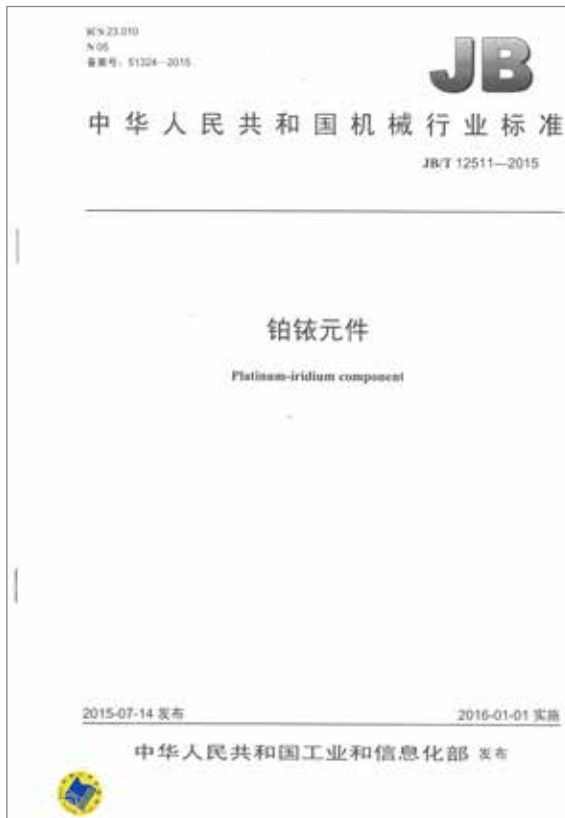 ICS 23.010
N 05
备案号：51324—2015
JB
中华人民共和国机械行业标准
JB/T 12511—2015
铂铱元件
Platinum-iridium component
2015-07-14 发布
2016-01-01 实施
中华人民共和国工业和信息化部 发布